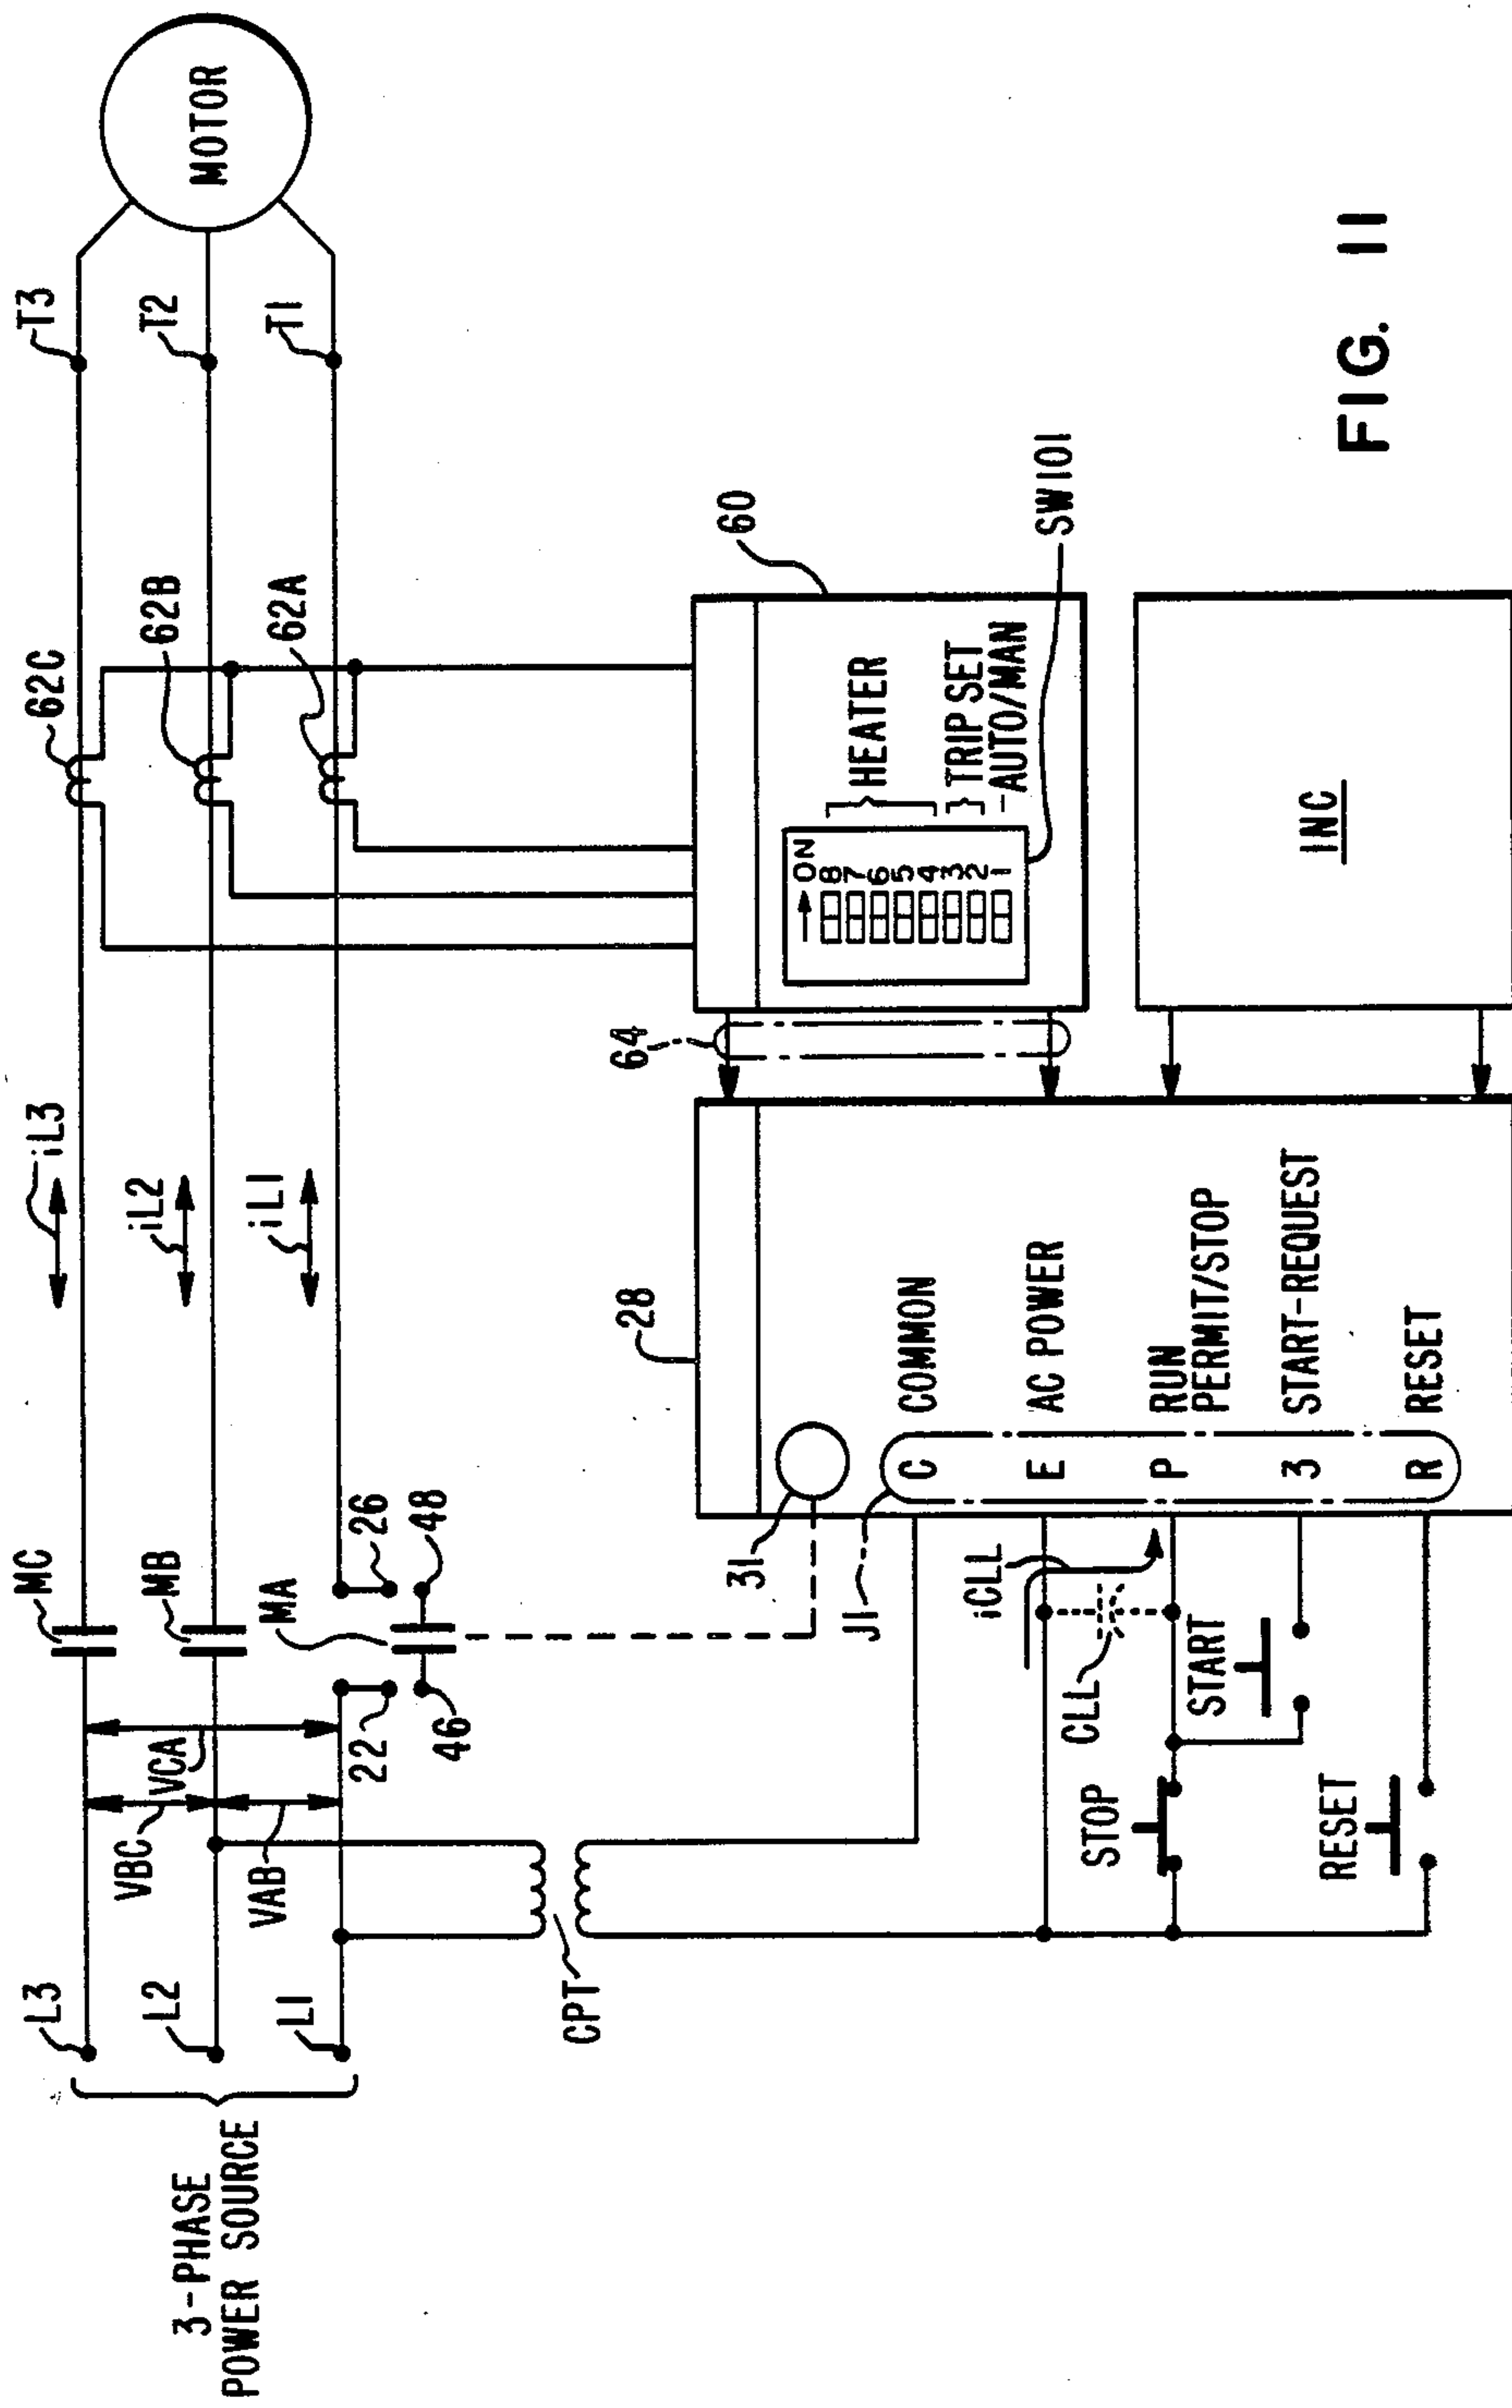 3-PHASE
POWER SOURCE
L3
L2
L1
VBC
VCA
VAB
MC
MB
MA
22
26
46
48
CPT
iL3
iL2
iL1
62C
62B
62A
T3
T2
T1
MOTOR
28
31
J1
C COMMON
E AC POWER
P RUN
PERMIT/STOP
3 START-REQUEST
R RESET
iCLL
CLL
STOP
START
RESET
64
60
ON
8
7
6
5
4
3
2
1
HEATER
TRIP SET
AUTO/MAN
SW101
INC
FIG. 11